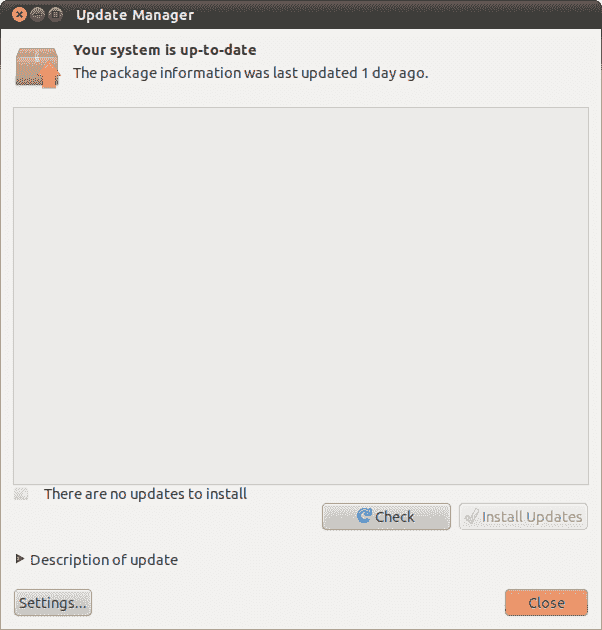 Update Manager
Your system is up-to-date
The package information was last updated 1 day ago.
There are no updates to install
Check
Install Updates
Description of update
Settings...
Close